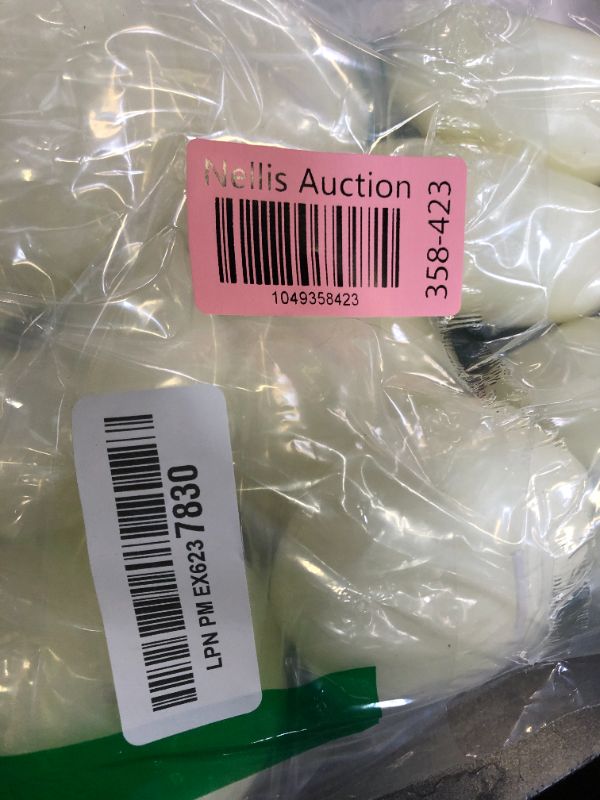 Nellis Auction
1049358423
358-423
LPN PM EX623 7830